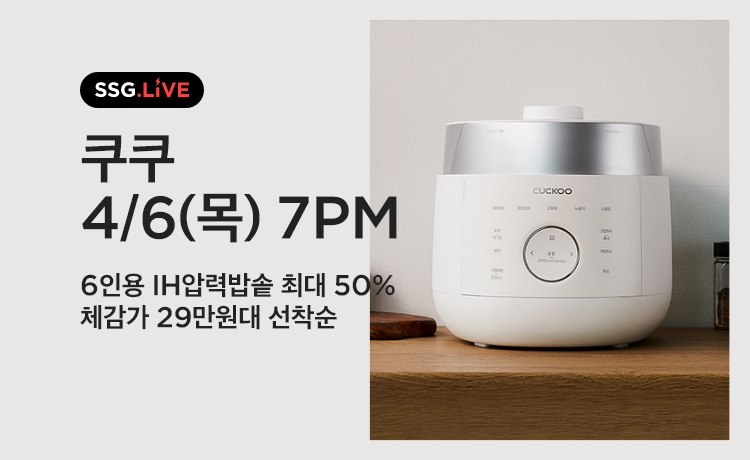 SSG.LIVE
쿠쿠
4/6(목) 7PM
6인용 IH압력밥솥 최대 50%
체감가 29만원대 선착순
CUCKOO